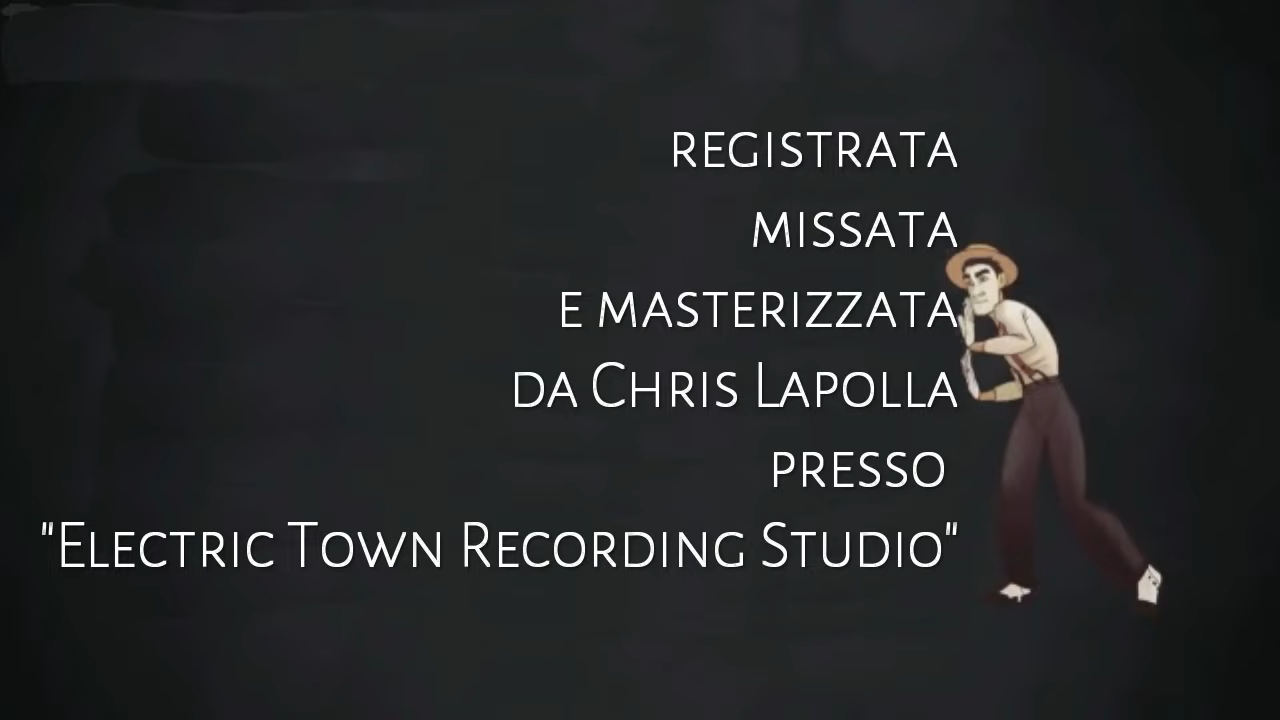 REGISTRATA
MISSATA
E MASTERIZZATA
DA CHRIS LAPOLLA
PRESSO
"ELECTRIC TOWN RECORDING STUDIO"